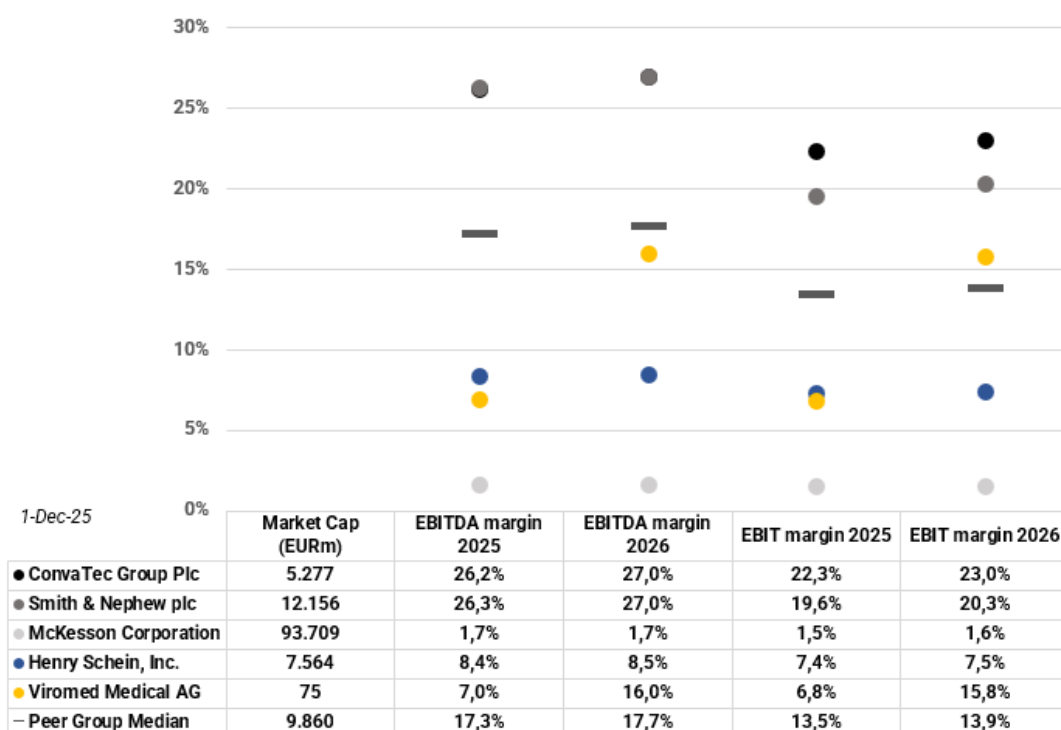 30%
25%
20%
15%
10%
5%
0%
1-Dec-25
Market Cap (EURm) EBITDA margin 2025 EBITDA margin 2026 EBIT margin 2025 EBIT margin 2026
ConvaTec Group Plc 5.277 26,2% 27,0% 22,3% 23,0%
Smith & Nephew plc 12.156 26,3% 27,0% 19,6% 20,3%
McKesson Corporation 93.709 1,7% 1,7% 1,5% 1,6%
Henry Schein, Inc. 7.564 8,4% 8,5% 7,4% 7,5%
Viromed Medical AG 75 7,0% 16,0% 6,8% 15,8%
Peer Group Median 9.860 17,3% 17,7% 13,5% 13,9%